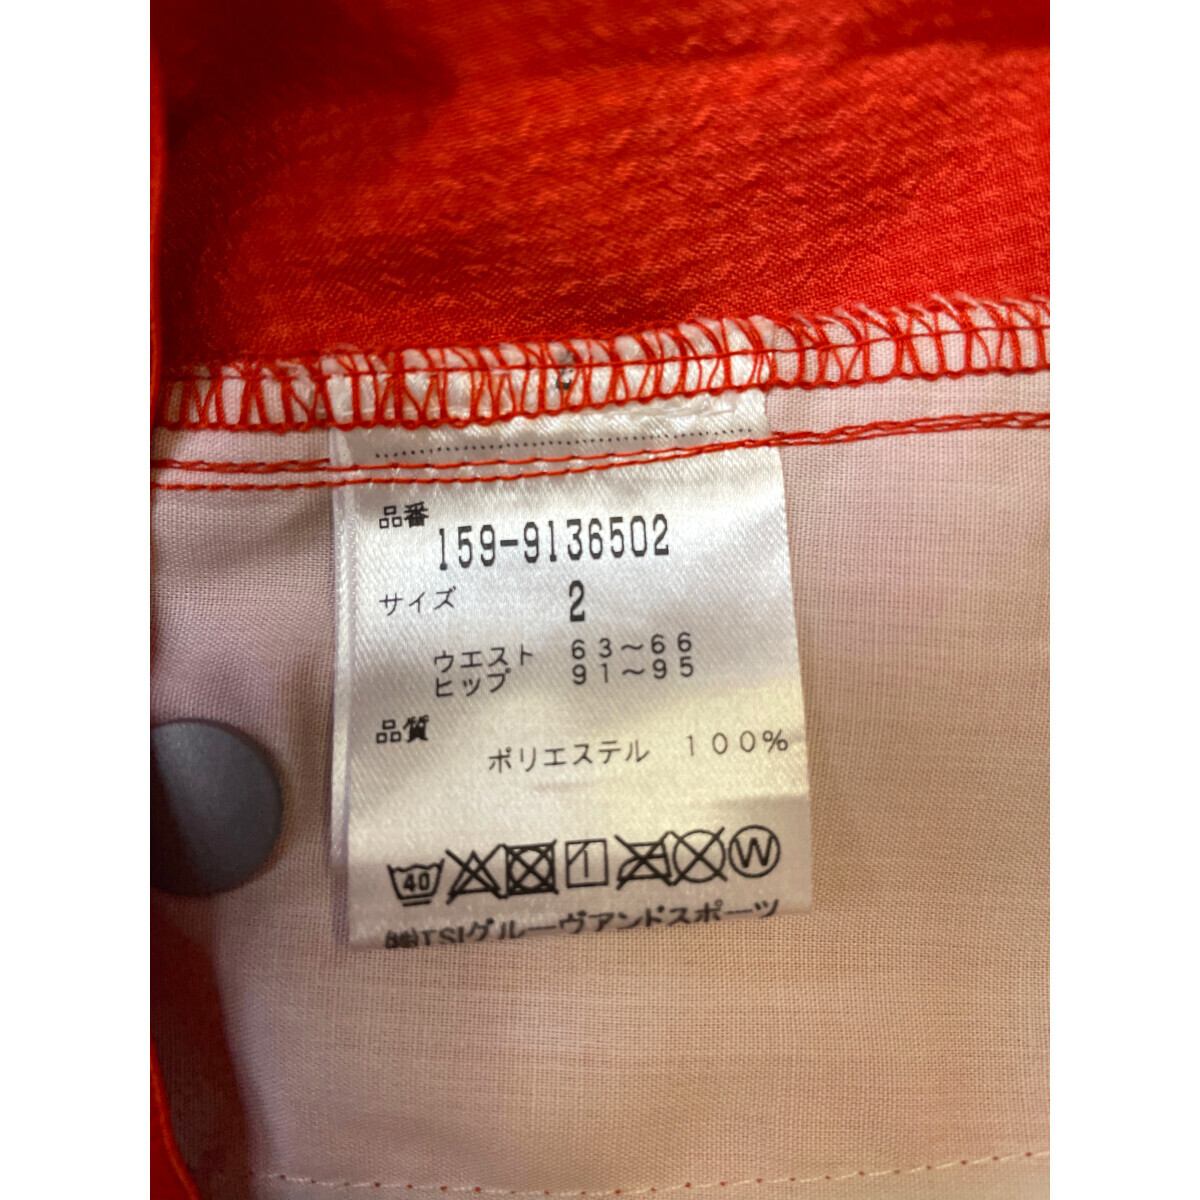 品番
159-9136502
サイズ 2
ウエスト 63～66
ヒップ 91～95
品質
ポリエステル 100%
40 W
㈱TSIグルーヴアンドスポーツ